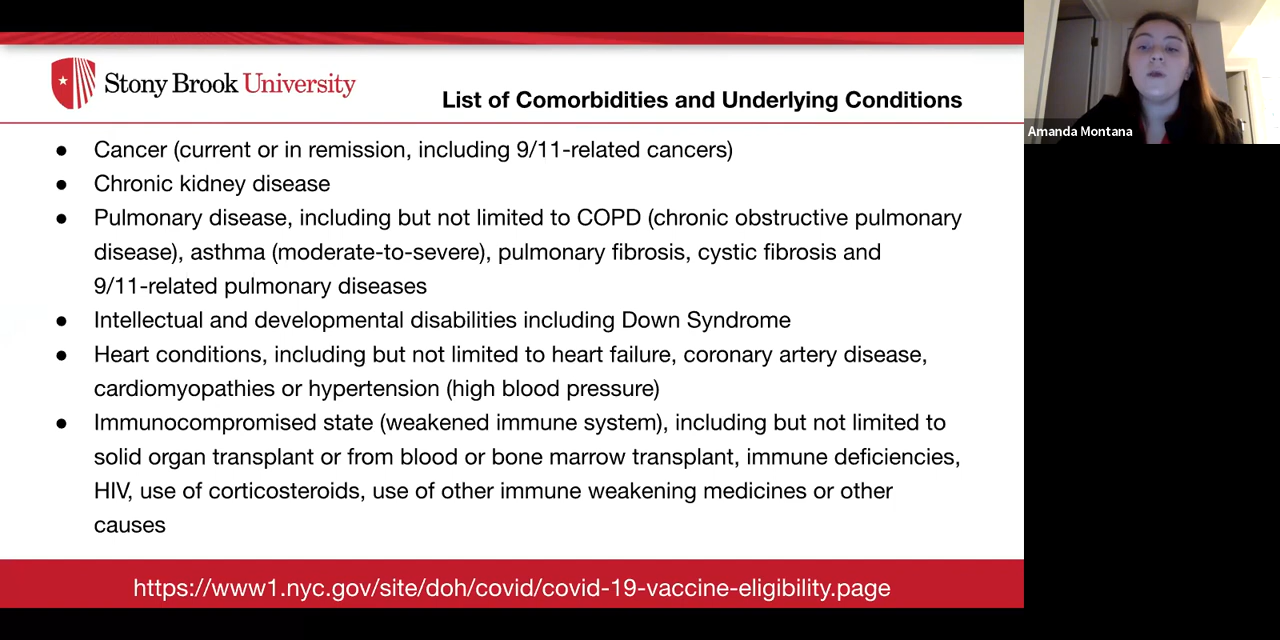 Stony Brook University
List of Comorbidities and Underlying Conditions
Amanda Montana
● Cancer (current or in remission, including 9/11-related cancers)
● Chronic kidney disease
● Pulmonary disease, including but not limited to COPD (chronic obstructive pulmonary
disease), asthma (moderate-to-severe), pulmonary fibrosis, cystic fibrosis and
9/11-related pulmonary diseases
● Intellectual and developmental disabilities including Down Syndrome
● Heart conditions, including but not limited to heart failure, coronary artery disease,
cardiomyopathies or hypertension (high blood pressure)
● Immunocompromised state (weakened immune system), including but not limited to
solid organ transplant or from blood or bone marrow transplant, immune deficiencies,
HIV, use of corticosteroids, use of other immune weakening medicines or other
causes
https://www1.nyc.gov/site/doh/covid/covid-19-vaccine-eligibility.page